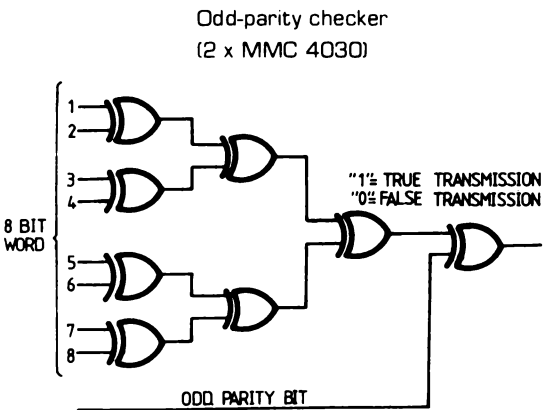 Odd-parity checker
(2 x MMC 4030)
1
2
3
4
5
6
7
8
8 BIT
WORD
"1"= TRUE TRANSMISSION
"0"= FALSE TRANSMISSION
ODD PARITY BIT